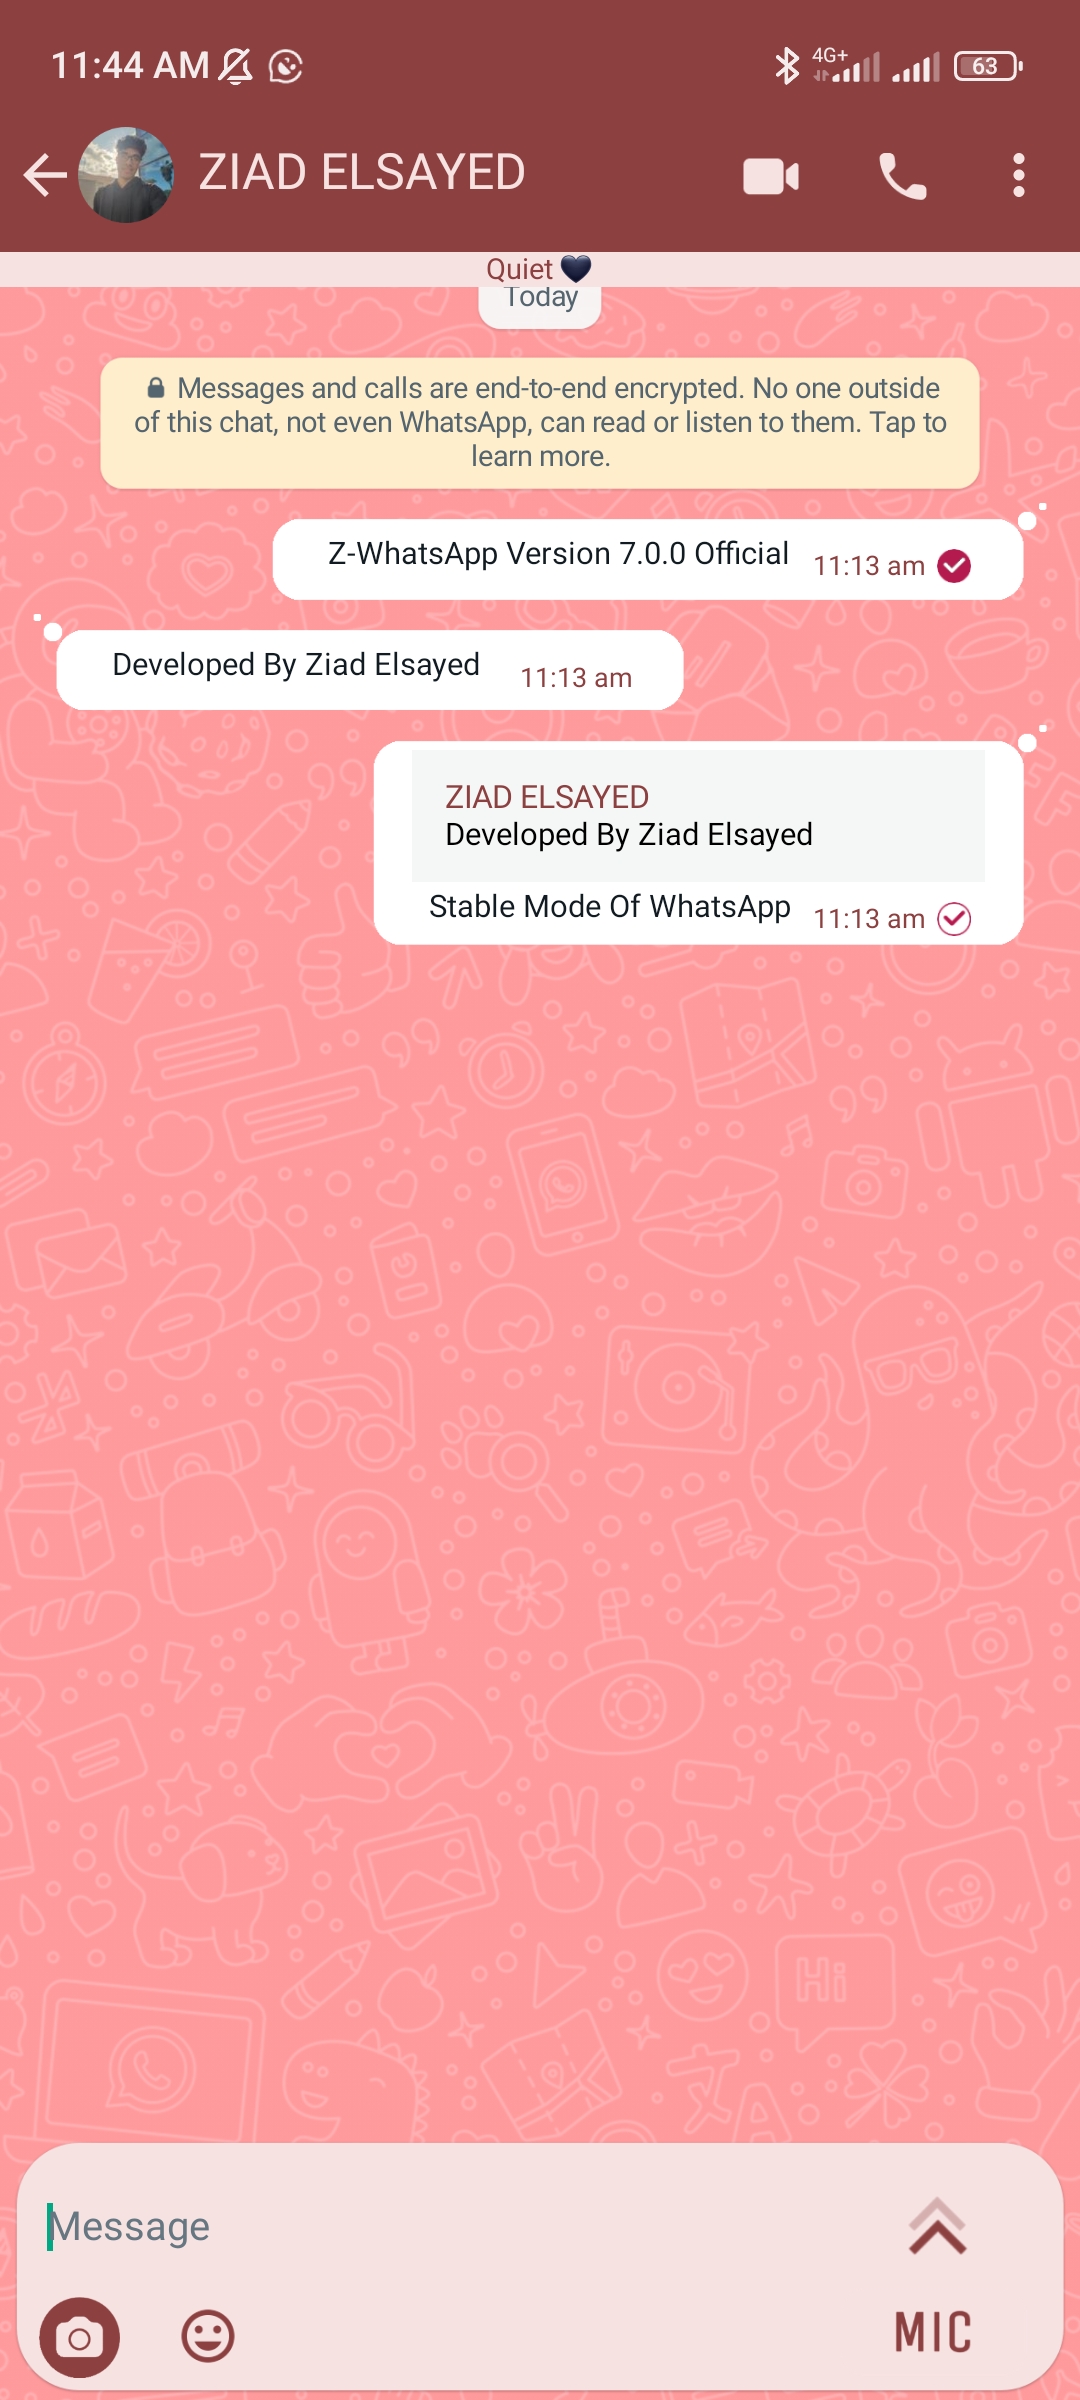 11:44 AM
4G+
63
ZIAD ELSAYED
Quiet 🖤
Today
Messages and calls are end-to-end encrypted. No one outside
of this chat, not even WhatsApp, can read or listen to them. Tap to
learn more.
Z-WhatsApp Version 7.0.0 Official 11:13 am
Developed By Ziad Elsayed 11:13 am
ZIAD ELSAYED
Developed By Ziad Elsayed
Stable Mode Of WhatsApp 11:13 am
Hi
Message
MIC